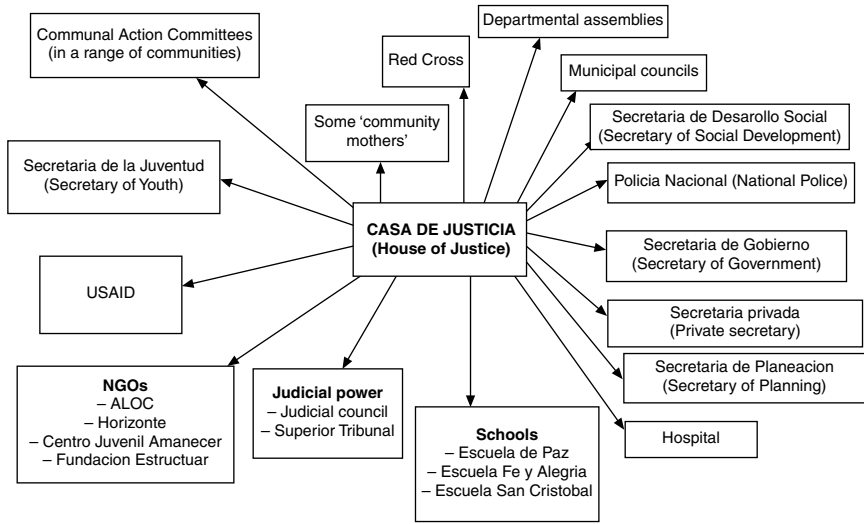 Departmental assemblies
Communal Action Committees
(in a range of communities)
Red Cross
Municipal councils
Some ‘community
mothers’
Secretaria de Desarollo Social
(Secretary of Social Development)
Secretaria de la Juventud
(Secretary of Youth)
Policia Nacional (National Police)
CASA DE JUSTICIA
(House of Justice)
Secretaria de Gobierno
(Secretary of Government)
USAID
Secretaria privada
(Private secretary)
Secretaria de Planeacion
(Secretary of Planning)
NGOs
– ALOC
– Horizonte
– Centro Juvenil Amanecer
– Fundacion Estructuar
Judicial power
– Judicial council
– Superior Tribunal
Schools
– Escuela de Paz
– Escuela Fe y Alegria
– Escuela San Cristobal
Hospital